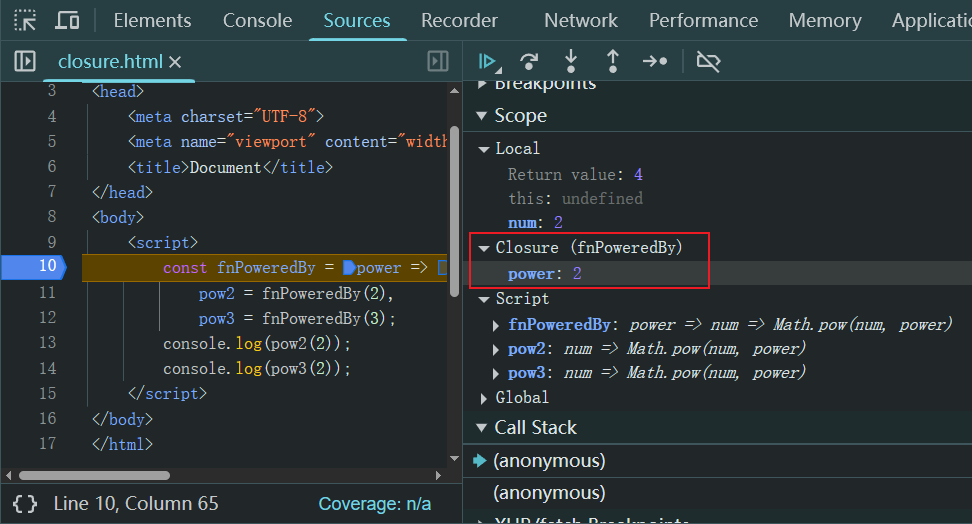 Elements Console Sources Recorder Network Performance Memory Applicati
closure.html
3 <head>
4 <meta charset="UTF-8">
5 <meta name="viewport" content="width
6 <title>Document</title>
7 </head>
8 <body>
9 <script>
10 const fnPoweredBy = power =>
11 pow2 = fnPoweredBy(2),
12 pow3 = fnPoweredBy(3);
13 console.log(pow2(2));
14 console.log(pow3(2));
15 </script>
16 </body>
17 </html>
{ } Line 10, Column 65 Coverage: n/a
Breakpoints
Scope
Local
Return value: 4
this: undefined
num: 2
Closure (fnPoweredBy)
power: 2
Script
fnPoweredBy: power => num => Math.pow(num, power)
pow2: num => Math.pow(num, power)
pow3: num => Math.pow(num, power)
Global
Call Stack
(anonymous)
(anonymous)
XHR/fetch Breakpoints